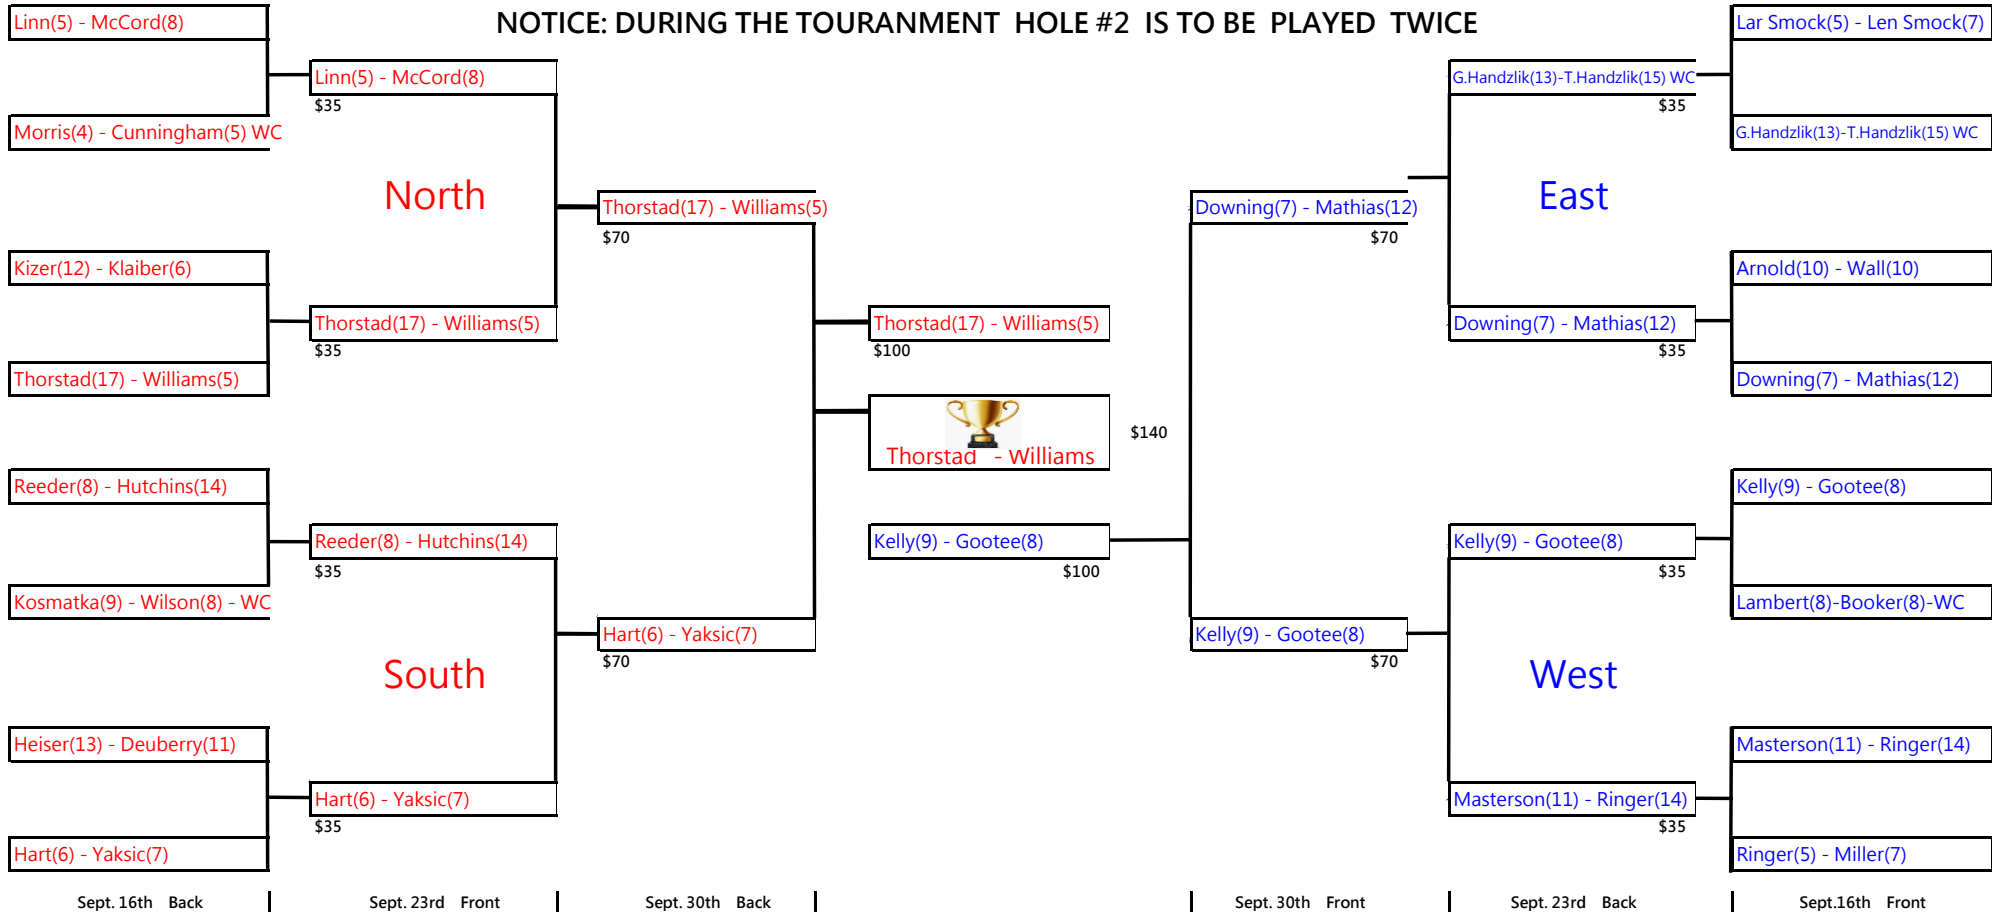 NOTICE: DURING THE TOURANMENT HOLE #2 IS TO BE PLAYED TWICE
Linn(5) - McCord(8)
Morris(4) - Cunningham(5) WC
Kizer(12) - Klaiber(6)
Thorstad(17) - Williams(5)
Reeder(8) - Hutchins(14)
Kosmatka(9) - Wilson(8) - WC
Heiser(13) - Deuberry(11)
Hart(6) - Yaksic(7)
Sept. 16th Back
Linn(5) - McCord(8)
$35
North
Thorstad(17) - Williams(5)
$35
Reeder(8) - Hutchins(14)
$35
South
Hart(6) - Yaksic(7)
$35
Sept. 23rd Front
Thorstad(17) - Williams(5)
$70
Hart(6) - Yaksic(7)
$70
Sept. 30th Back
Thorstad(17) - Williams(5)
$100
Thorstad - Williams
$140
Kelly(9) - Gootee(8)
$100
Downing(7) - Mathias(12)
$70
Kelly(9) - Gootee(8)
$70
Sept. 30th Front
G.Handzlik(13)-T.Handzlik(15) WC
$35
East
Downing(7) - Mathias(12)
$35
Kelly(9) - Gootee(8)
$35
West
Masterson(11) - Ringer(14)
$35
Sept. 23rd Back
Lar Smock(5) - Len Smock(7)
G.Handzlik(13)-T.Handzlik(15) WC
Arnold(10) - Wall(10)
Downing(7) - Mathias(12)
Kelly(9) - Gootee(8)
Lambert(8)-Booker(8)-WC
Masterson(11) - Ringer(14)
Ringer(5) - Miller(7)
Sept.16th Front